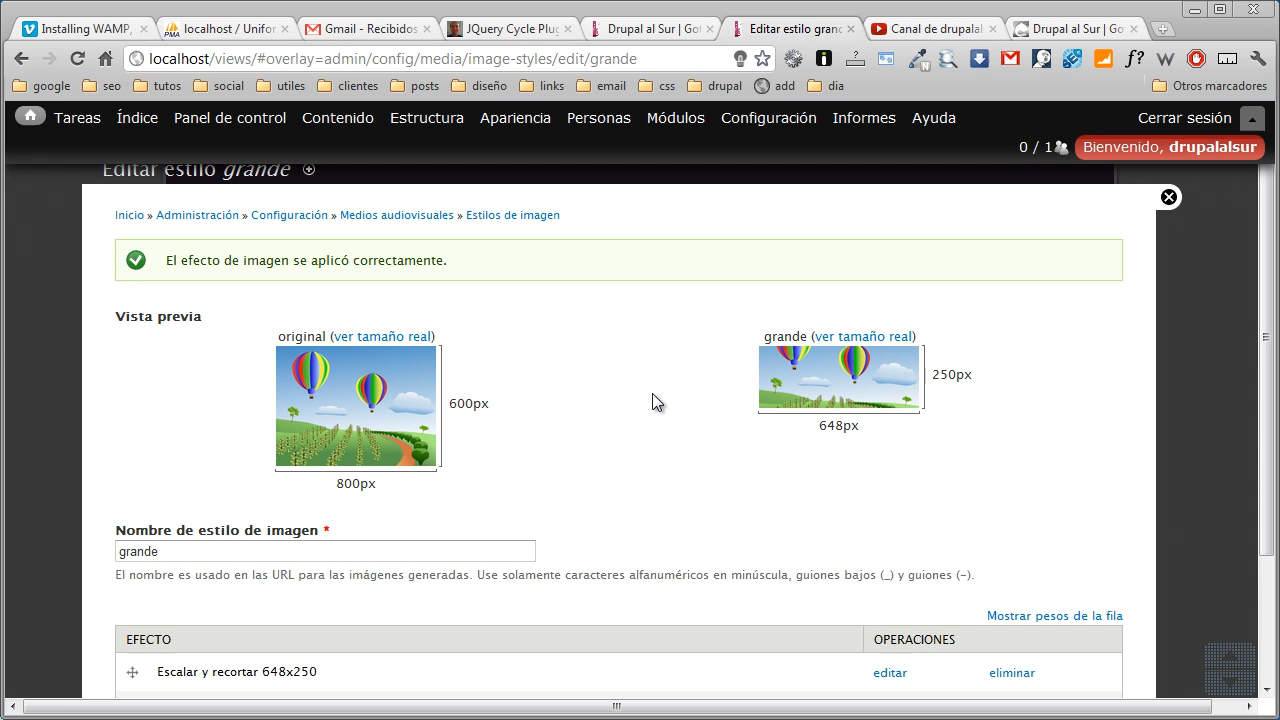 Installing WAMP,
localhost / Unifor
Gmail - Recibidos
JQuery Cycle Plug
Drupal al Sur | Got
Editar estilo grand
Canal de drupalal
Drupal al Sur | Go
localhost/views/#overlay=admin/config/media/image-styles/edit/grande
google
seo
tutos
social
utiles
clientes
posts
diseño
links
email
css
drupal
add
dia
Otros marcadores
Tareas
Índice
Panel de control
Contenido
Estructura
Apariencia
Personas
Módulos
Configuración
Informes
Ayuda
Cerrar sesión
0 / 1
Bienvenido, drupalalsur
Editar estilo grande
Inicio » Administración » Configuración » Medios audiovisuales » Estilos de imagen
El efecto de imagen se aplicó correctamente.
Vista previa
original (ver tamaño real)
grande (ver tamaño real)
600px
250px
800px
648px
Nombre de estilo de imagen *
grande
El nombre es usado en las URL para las imágenes generadas. Use solamente caracteres alfanuméricos en minúscula, guiones bajos (_) y guiones (-).
Mostrar pesos de la fila
EFECTO
OPERACIONES
Escalar y recortar 648x250
editar
eliminar